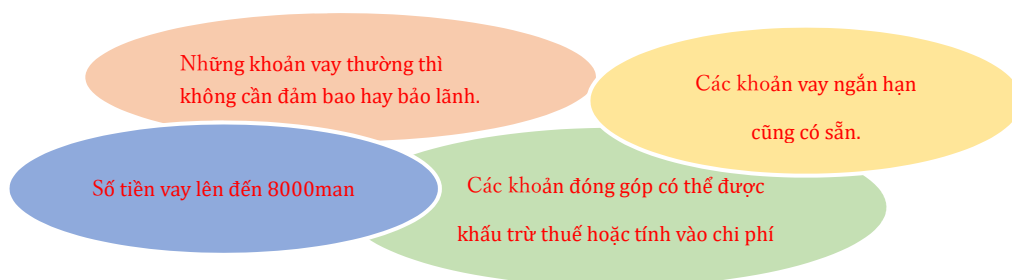 Những khoản vay thường thì
không cần đảm bao hay bảo lãnh.
Các khoản vay ngắn hạn
cũng có sẵn.
Số tiền vay lên đến 8000man
Các khoản đóng góp có thể được
khấu trừ thuế hoặc tính vào chi phí